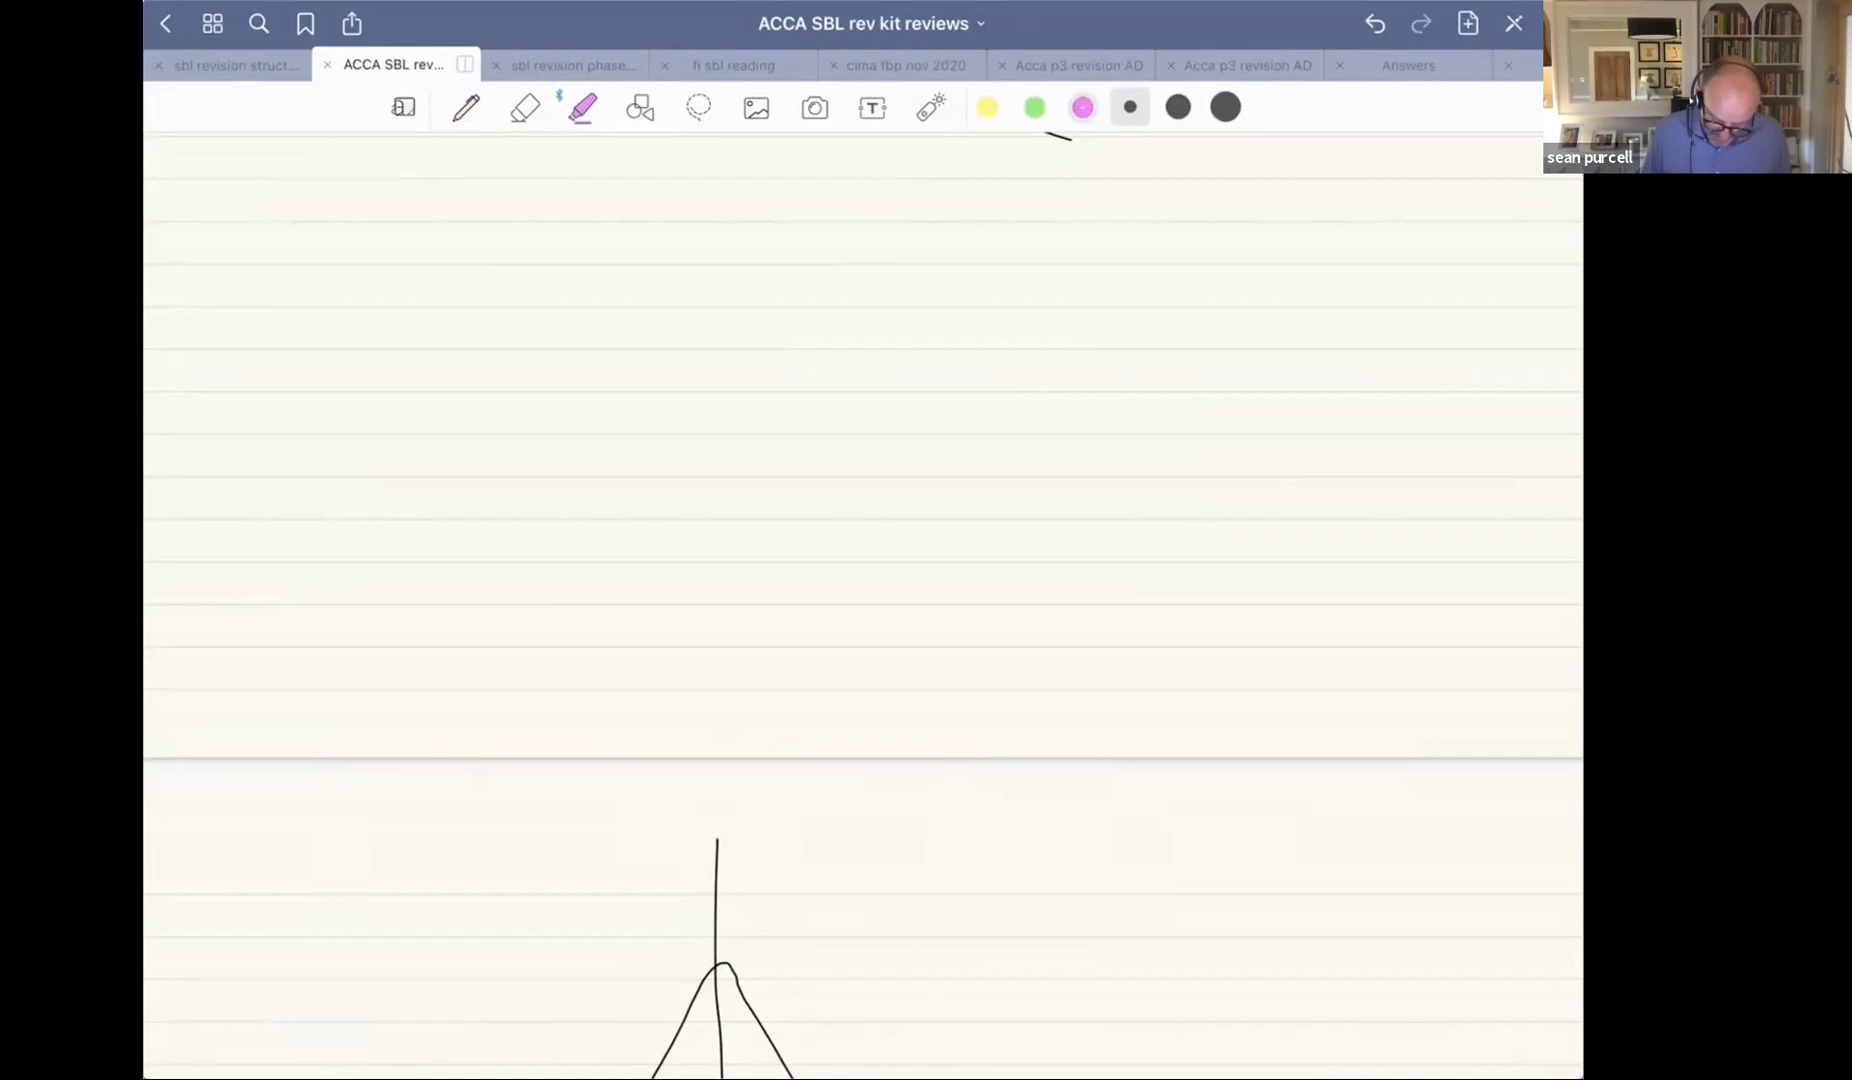 ACCA SBL rev kit reviews
sbl revision struct...
ACCA SBL rev...
sbl revision phase...
fi sbl reading
cima fbp nov 2020
Acca p3 revision AD
Acca p3 revision AD
Answers
T
sean purcell